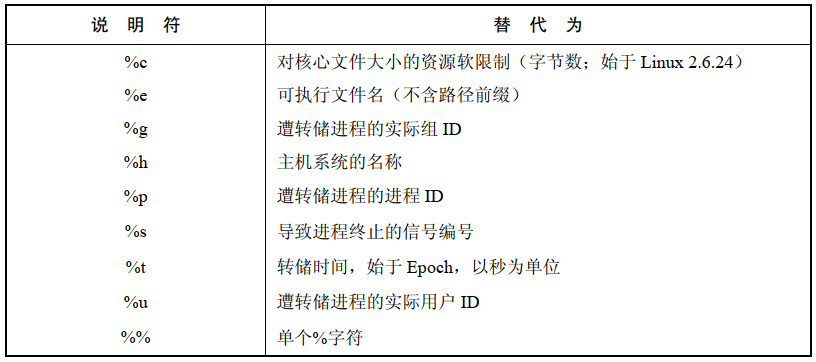 说 明 符 替 代 为
%c 对核心文件大小的资源软限制（字节数；始于 Linux 2.6.24）
%e 可执行文件名（不含路径前缀）
%g 遭转储进程的实际组 ID
%h 主机系统的名称
%p 遭转储进程的进程 ID
%s 导致进程终止的信号编号
%t 转储时间，始于 Epoch，以秒为单位
%u 遭转储进程的实际用户 ID
%% 单个%字符